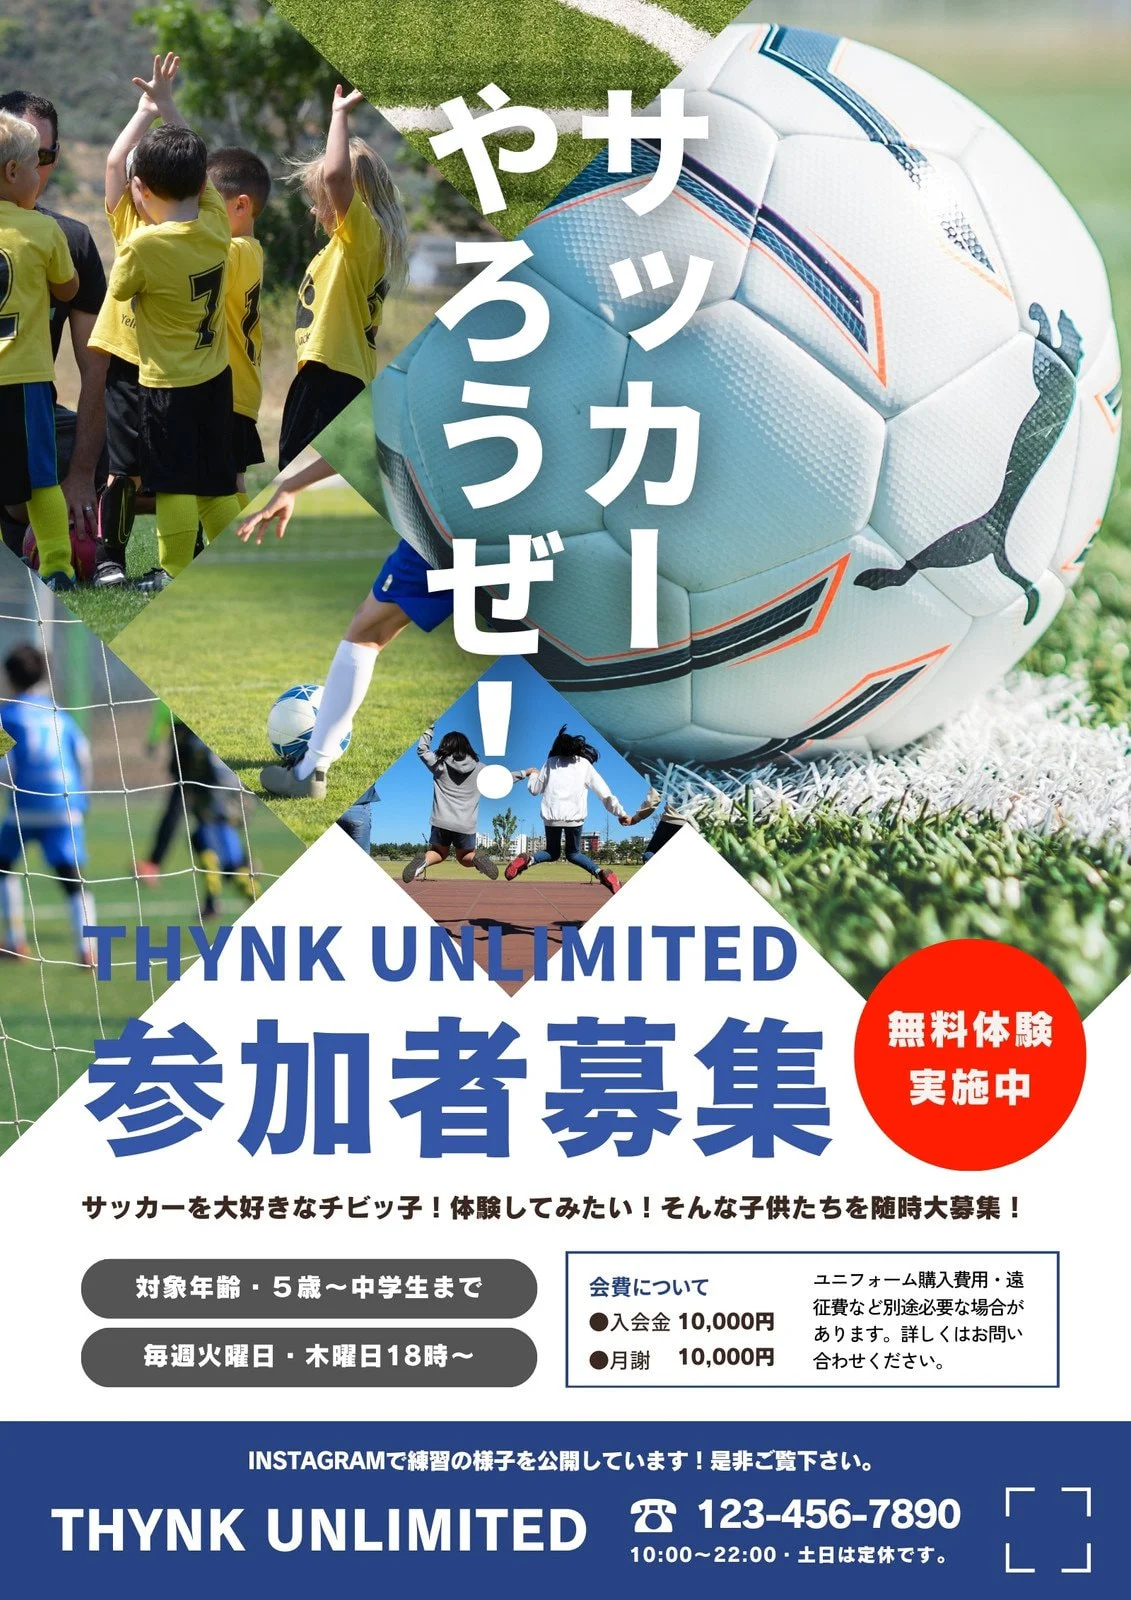 サッカー
やろうぜ！
THYNK UNLIMITED
参加者募集
無料体験
実施中
サッカーを大好きなチビッ子！体験してみたい！そんな子供たちを随時大募集！
対象年齢・５歳～中学生まで
毎週火曜日・木曜日18時～
会費について
●入会金 10,000円
●月謝 10,000円
ユニフォーム購入費用・遠
征費など別途必要な場合が
あります。詳しくはお問い
合わせください。
INSTAGRAMで練習の様子を公開しています！是非ご覧下さい。
THYNK UNLIMITED
☎ 123-456-7890
10:00～22:00・土日は定休です。